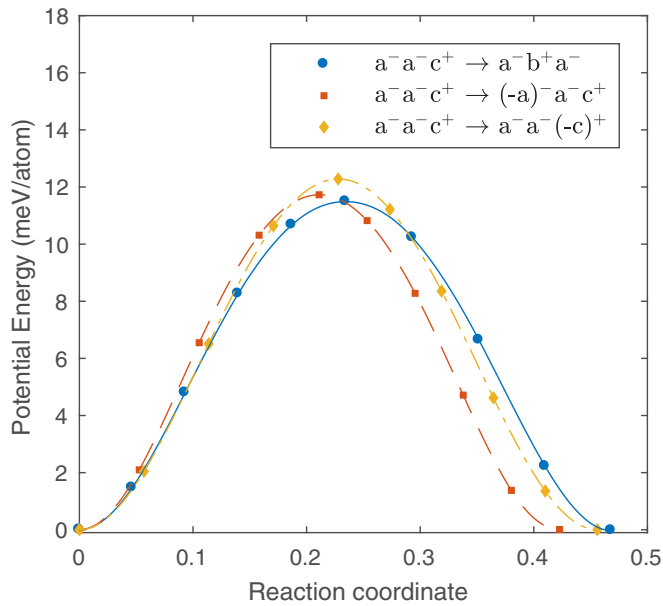 18
16
14
12
10
8
6
4
2
0
Potential Energy (meV/atom)
a⁻a⁻c⁺ → a⁻b⁺a⁻
a⁻a⁻c⁺ → (-a)⁻a⁻c⁺
a⁻a⁻c⁺ → a⁻a⁻(-c)⁺
0 0.1 0.2 0.3 0.4 0.5
Reaction coordinate